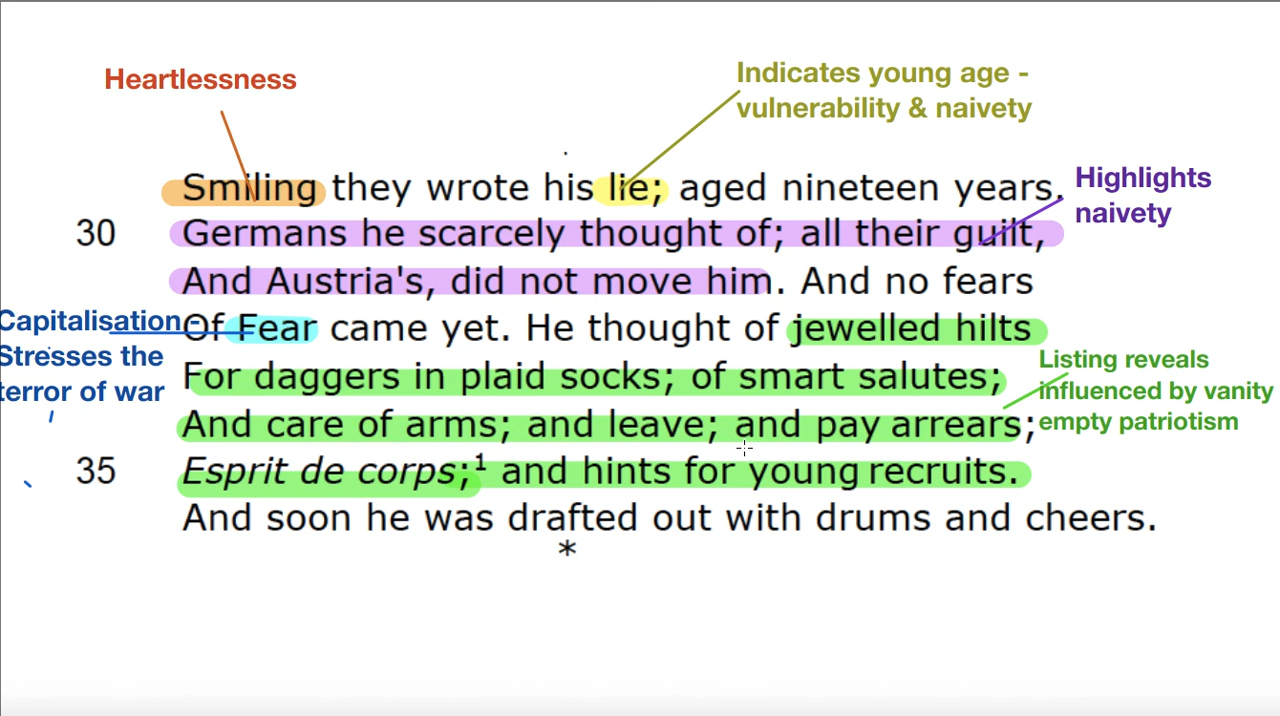 Heartlessness
Indicates young age -
vulnerability & naivety
Smiling they wrote his lie; aged nineteen years.
Highlights
naivety
30 Germans he scarcely thought of; all their guilt,
And Austria's, did not move him. And no fears
Capitalisation -
Stresses the
terror of war
Of Fear came yet. He thought of jewelled hilts
For daggers in plaid socks; of smart salutes;
Listing reveals
influenced by vanity
empty patriotism
And care of arms; and leave; and pay arrears;
35 Esprit de corps;¹ and hints for young recruits.
And soon he was drafted out with drums and cheers.
*